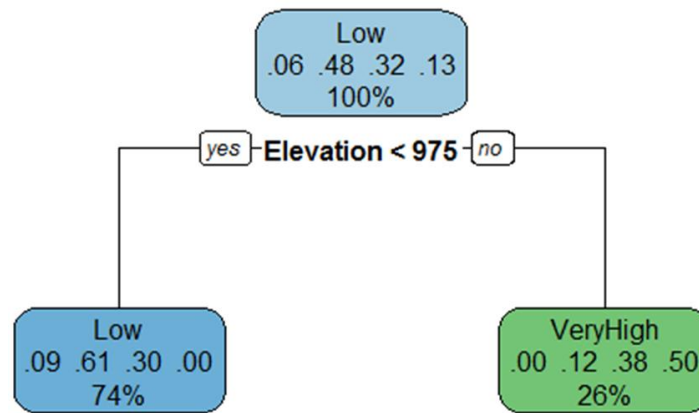 Low
.06 .48 .32 .13
100%
yes Elevation < 975 no
Low
.09 .61 .30 .00
74%
VeryHigh
.00 .12 .38 .50
26%